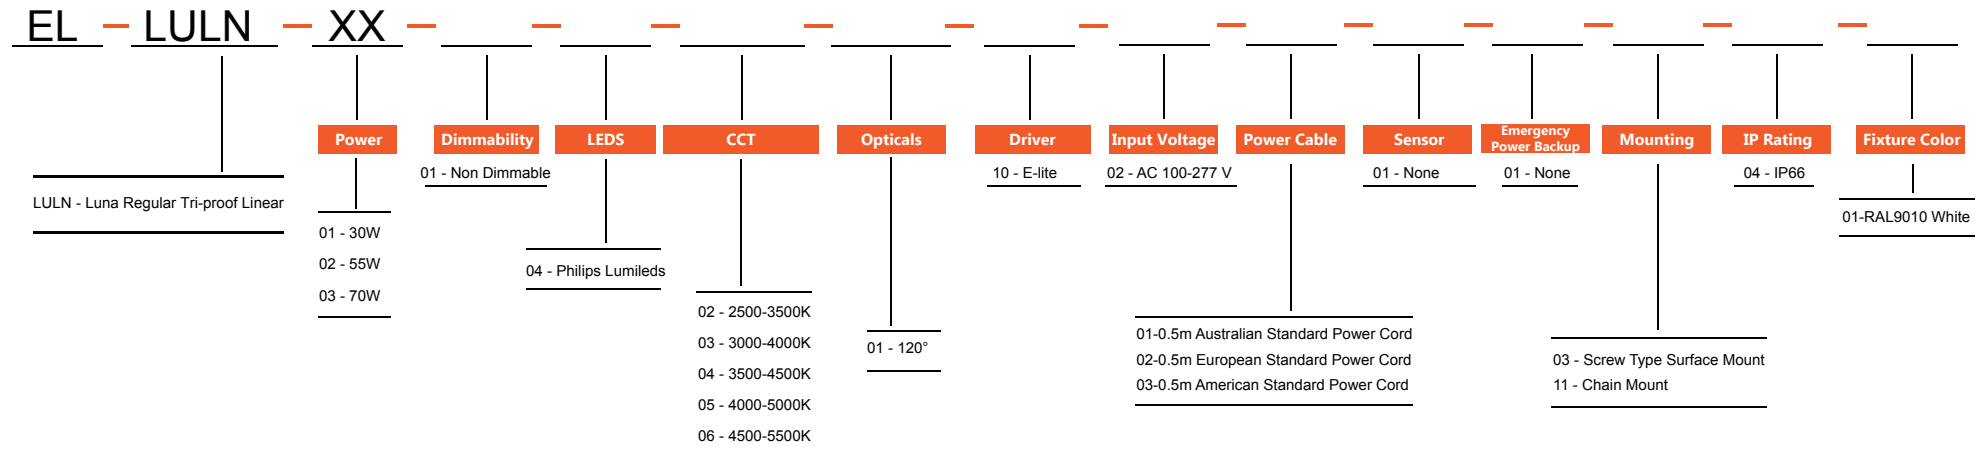 EL LULN XX
Power
Dimmability
LEDS
CCT
Opticals
Driver
Input Voltage
Power Cable
Sensor
Emergency
Power Backup
Mounting
IP Rating
Fixture Color
LULN - Luna Regular Tri-proof Linear
01 - 30W
02 - 55W
03 - 70W
01 - Non Dimmable
04 - Philips Lumileds
02 - 2500-3500K
03 - 3000-4000K
04 - 3500-4500K
05 - 4000-5000K
06 - 4500-5500K
01 - 120°
10 - E-lite
02 - AC 100-277 V
01-0.5m Australian Standard Power Cord
02-0.5m European Standard Power Cord
03-0.5m American Standard Power Cord
01 - None
01 - None
03 - Screw Type Surface Mount
11 - Chain Mount
04 - IP66
01-RAL9010 White